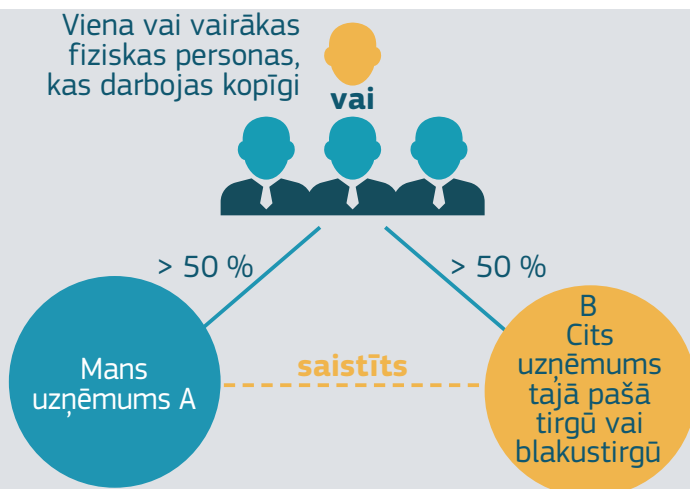 Viena vai vairākas
fiziskas personas,
kas darbojas kopīgi
vai
> 50 %
> 50 %
Mans
uzņēmums A
saistīts
B
Cits
uzņēmums
tajā pašā
tirgū vai
blakustirgū